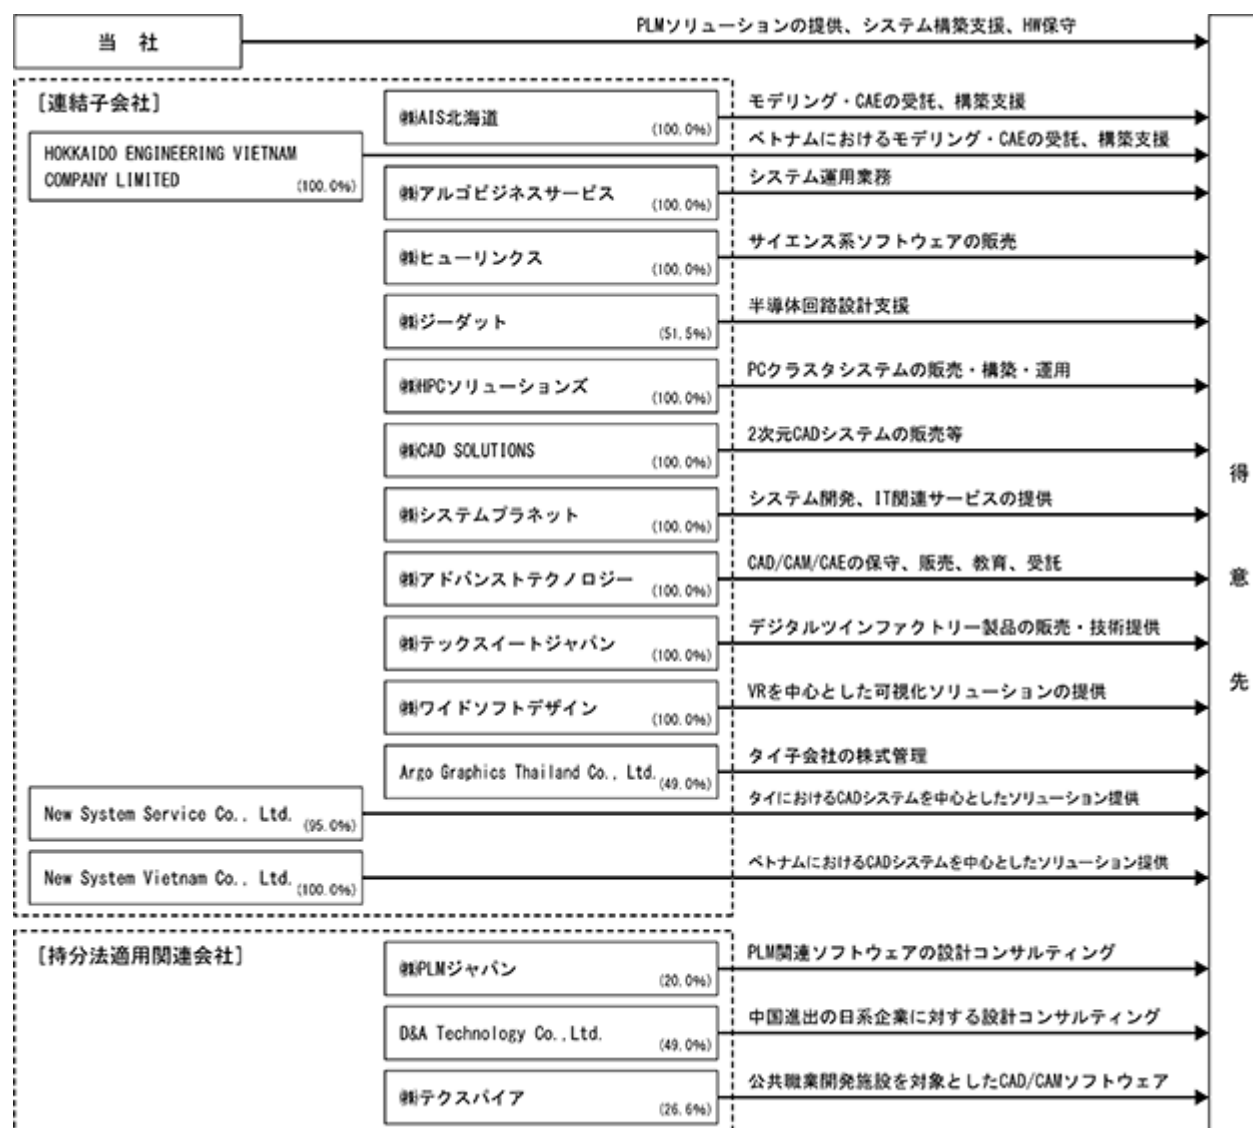 当　社
PLMソリューションの提供、システム構築支援、HW保守
［連結子会社］
㈱AIS北海道
(100.0%)
モデリング・CAEの受託、構築支援
HOKKAIDO ENGINEERING VIETNAM
COMPANY LIMITED
(100.0%)
ベトナムにおけるモデリング・CAEの受託、構築支援
㈱アルゴビジネスサービス
(100.0%)
システム運用業務
㈱ヒューリンクス
(100.0%)
サイエンス系ソフトウェアの販売
㈱ジーダット
(51.5%)
半導体回路設計支援
㈱HPCソリューションズ
(100.0%)
PCクラスタシステムの販売・構築・運用
㈱CAD SOLUTIONS
(100.0%)
2次元CADシステムの販売等
㈱システムプラネット
(100.0%)
システム開発、IT関連サービスの提供
㈱アドバンストテクノロジー
(100.0%)
CAD/CAM/CAEの保守、販売、教育、受託
㈱テックスイートジャパン
(100.0%)
デジタルツインファクトリー製品の販売・技術提供
㈱ワイドソフトデザイン
(100.0%)
VRを中心とした可視化ソリューションの提供
Argo Graphics Thailand Co., Ltd.
(49.0%)
タイ子会社の株式管理
New System Service Co., Ltd.
(95.0%)
タイにおけるCADシステムを中心としたソリューション提供
New System Vietnam Co., Ltd.
(100.0%)
ベトナムにおけるCADシステムを中心としたソリューション提供
［持分法適用関連会社］
㈱PLMジャパン
(20.0%)
PLM関連ソフトウェアの設計コンサルティング
D&A Technology Co.,Ltd.
(49.0%)
中国進出の日系企業に対する設計コンサルティング
㈱テクスパイア
(26.6%)
公共職業開発施設を対象としたCAD/CAMソフトウェア
得意先